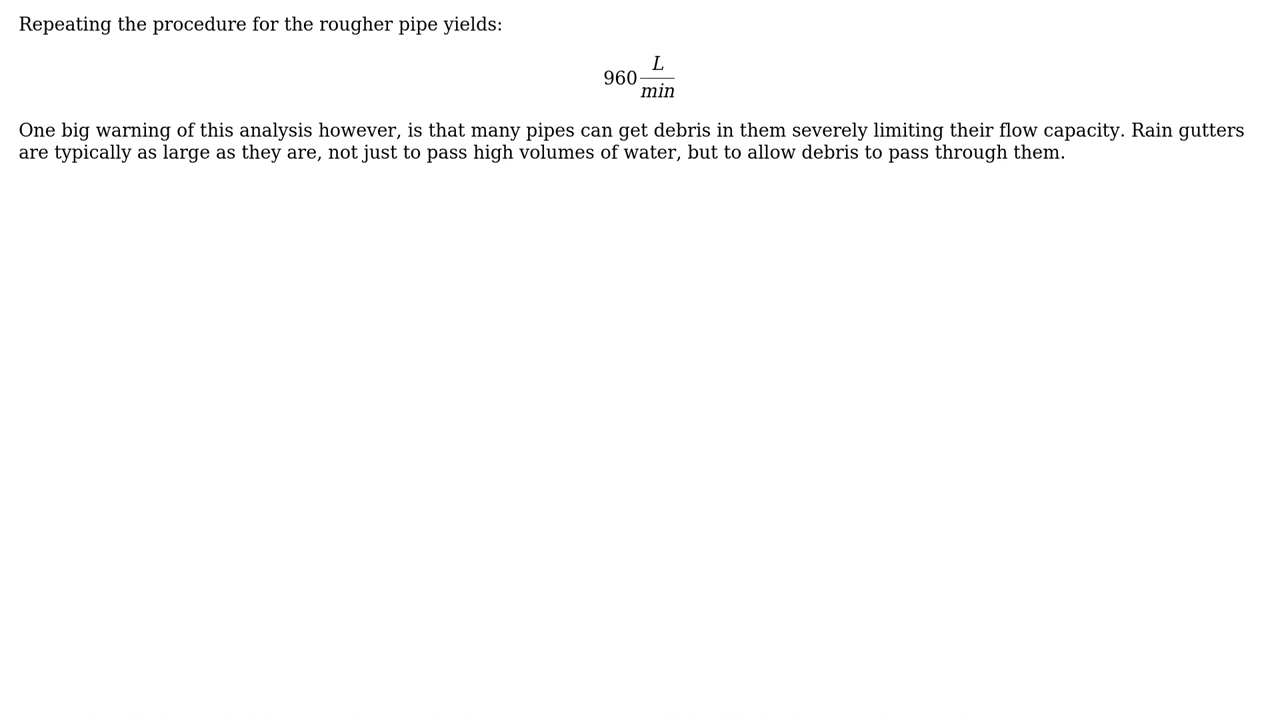 Repeating the procedure for the rougher pipe yields:
960 L/min
One big warning of this analysis however, is that many pipes can get debris in them severely limiting their flow capacity. Rain gutters
are typically as large as they are, not just to pass high volumes of water, but to allow debris to pass through them.